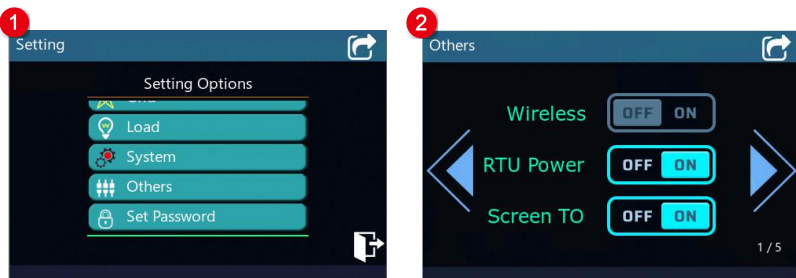 1
Setting
Setting Options
Load
System
Others
Set Password
2
Others
Wireless OFF ON
RTU Power OFF ON
Screen TO OFF ON
1 / 5